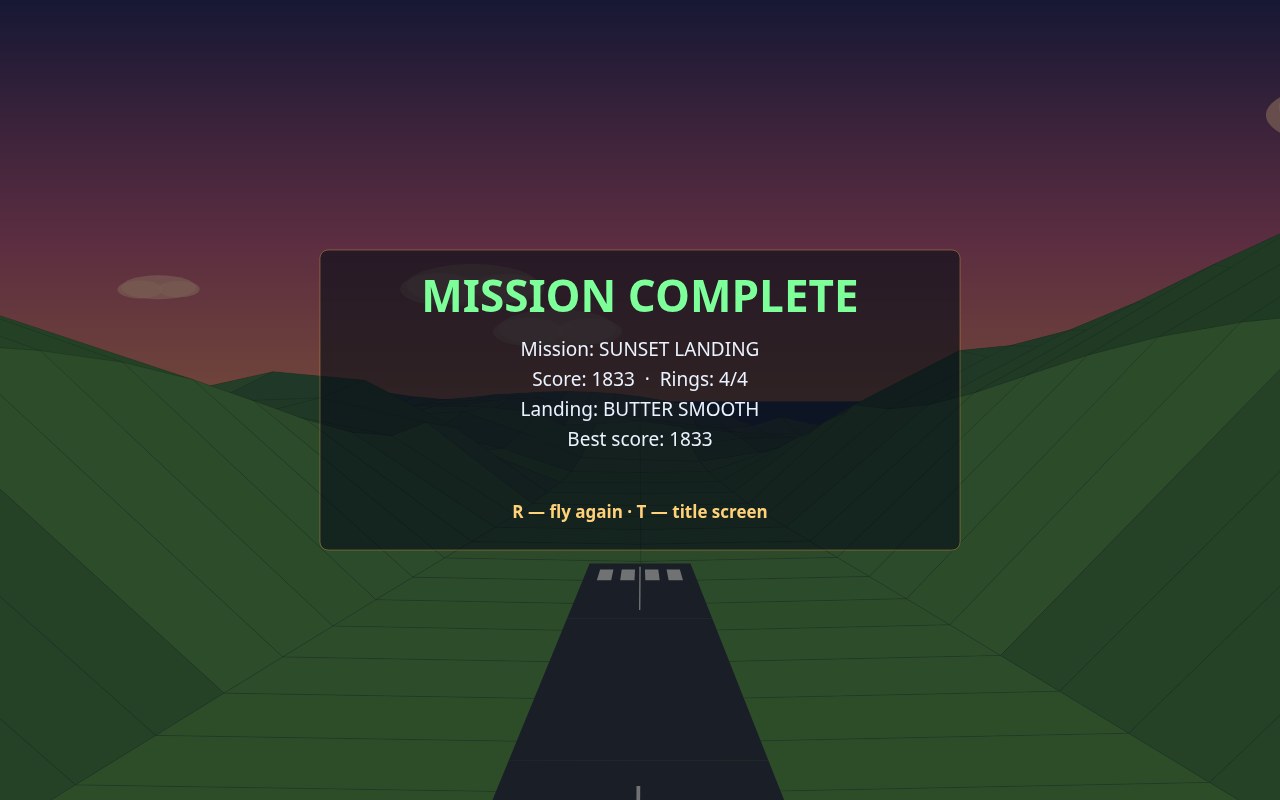 MISSION COMPLETE
Mission: SUNSET LANDING
Score: 1833 · Rings: 4/4
Landing: BUTTER SMOOTH
Best score: 1833
R — fly again · T — title screen